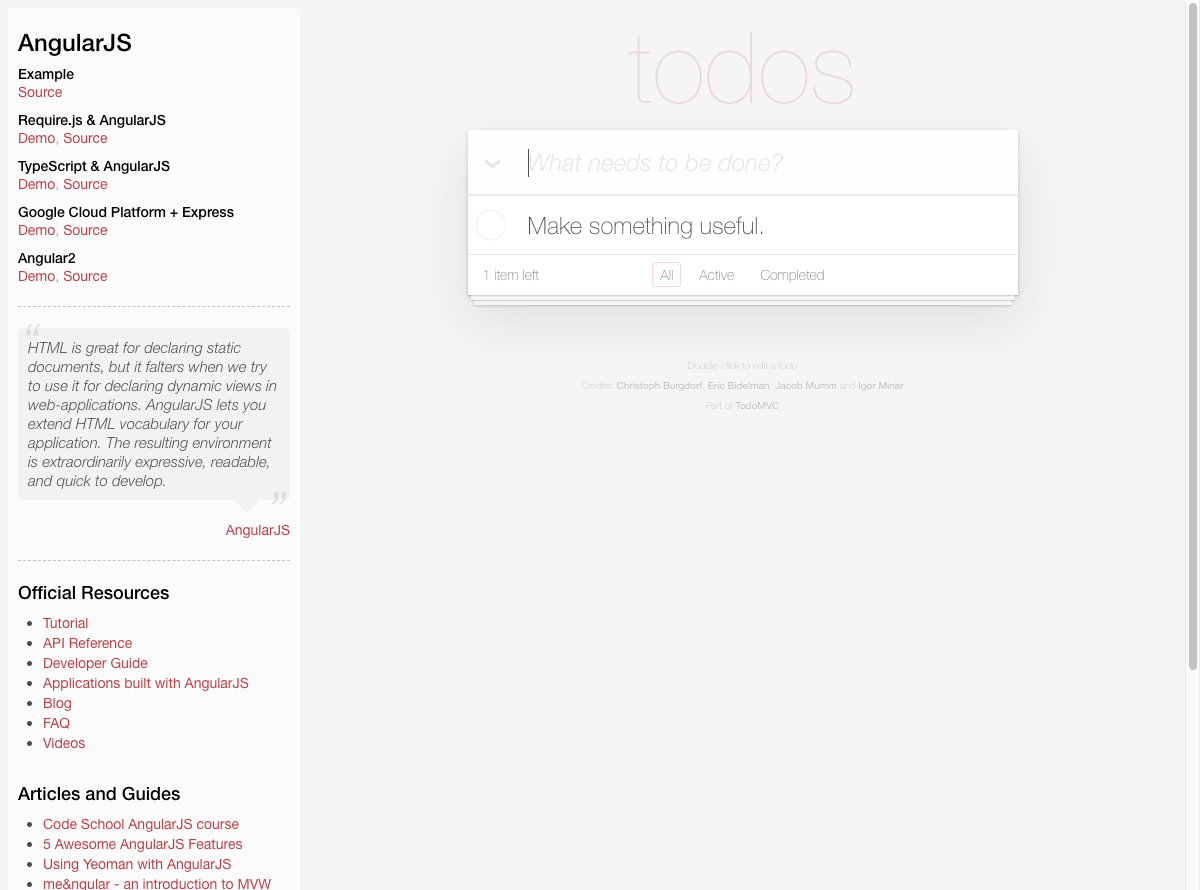 AngularJS
Example
Source
Require.js & AngularJS
Demo, Source
TypeScript & AngularJS
Demo, Source
Google Cloud Platform + Express
Demo, Source
Angular2
Demo, Source
“
HTML is great for declaring static
documents, but it falters when we try
to use it for declaring dynamic views in
web-applications. AngularJS lets you
extend HTML vocabulary for your
application. The resulting environment
is extraordinarily expressive, readable,
and quick to develop.
”
AngularJS
Official Resources
Tutorial
API Reference
Developer Guide
Applications built with AngularJS
Blog
FAQ
Videos
Articles and Guides
Code School AngularJS course
5 Awesome AngularJS Features
Using Yeoman with AngularJS
me&ngular - an introduction to MVW
todos
What needs to be done?
Make something useful.
1 item left All Active Completed
Double-click to edit a todo
Credits: Christoph Burgdorf, Eric Bidelman, Jacob Mumm and Igor Minar
Part of TodoMVC